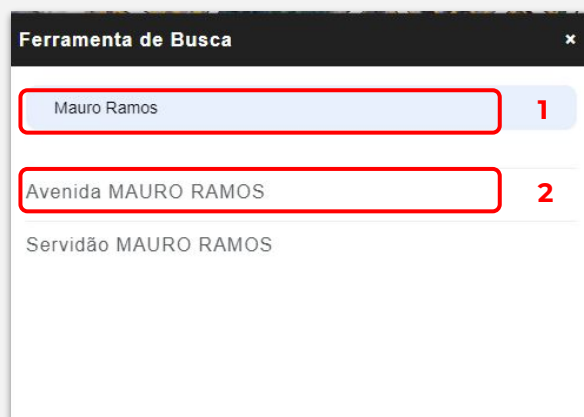 Ferramenta de Busca ×
Mauro Ramos 1
Avenida MAURO RAMOS 2
Servidão MAURO RAMOS